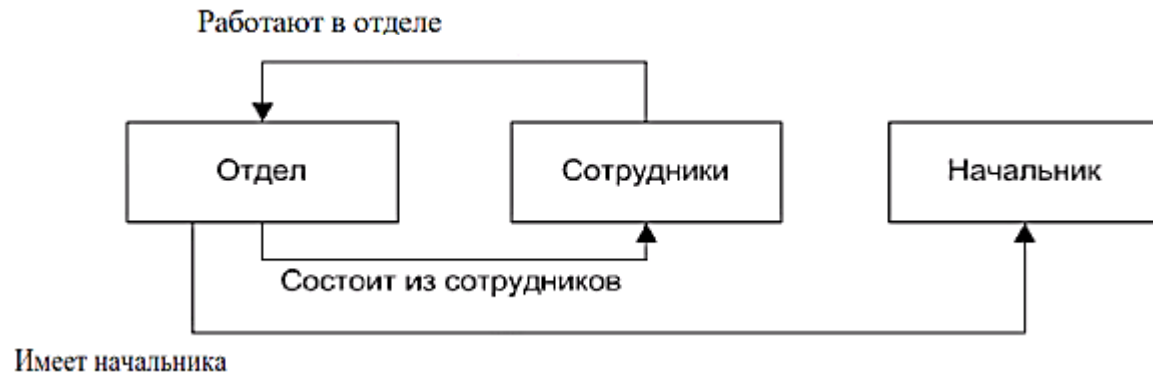 Работают в отделе
Отдел
Сотрудники
Начальник
Состоит из сотрудников
Имеет начальника